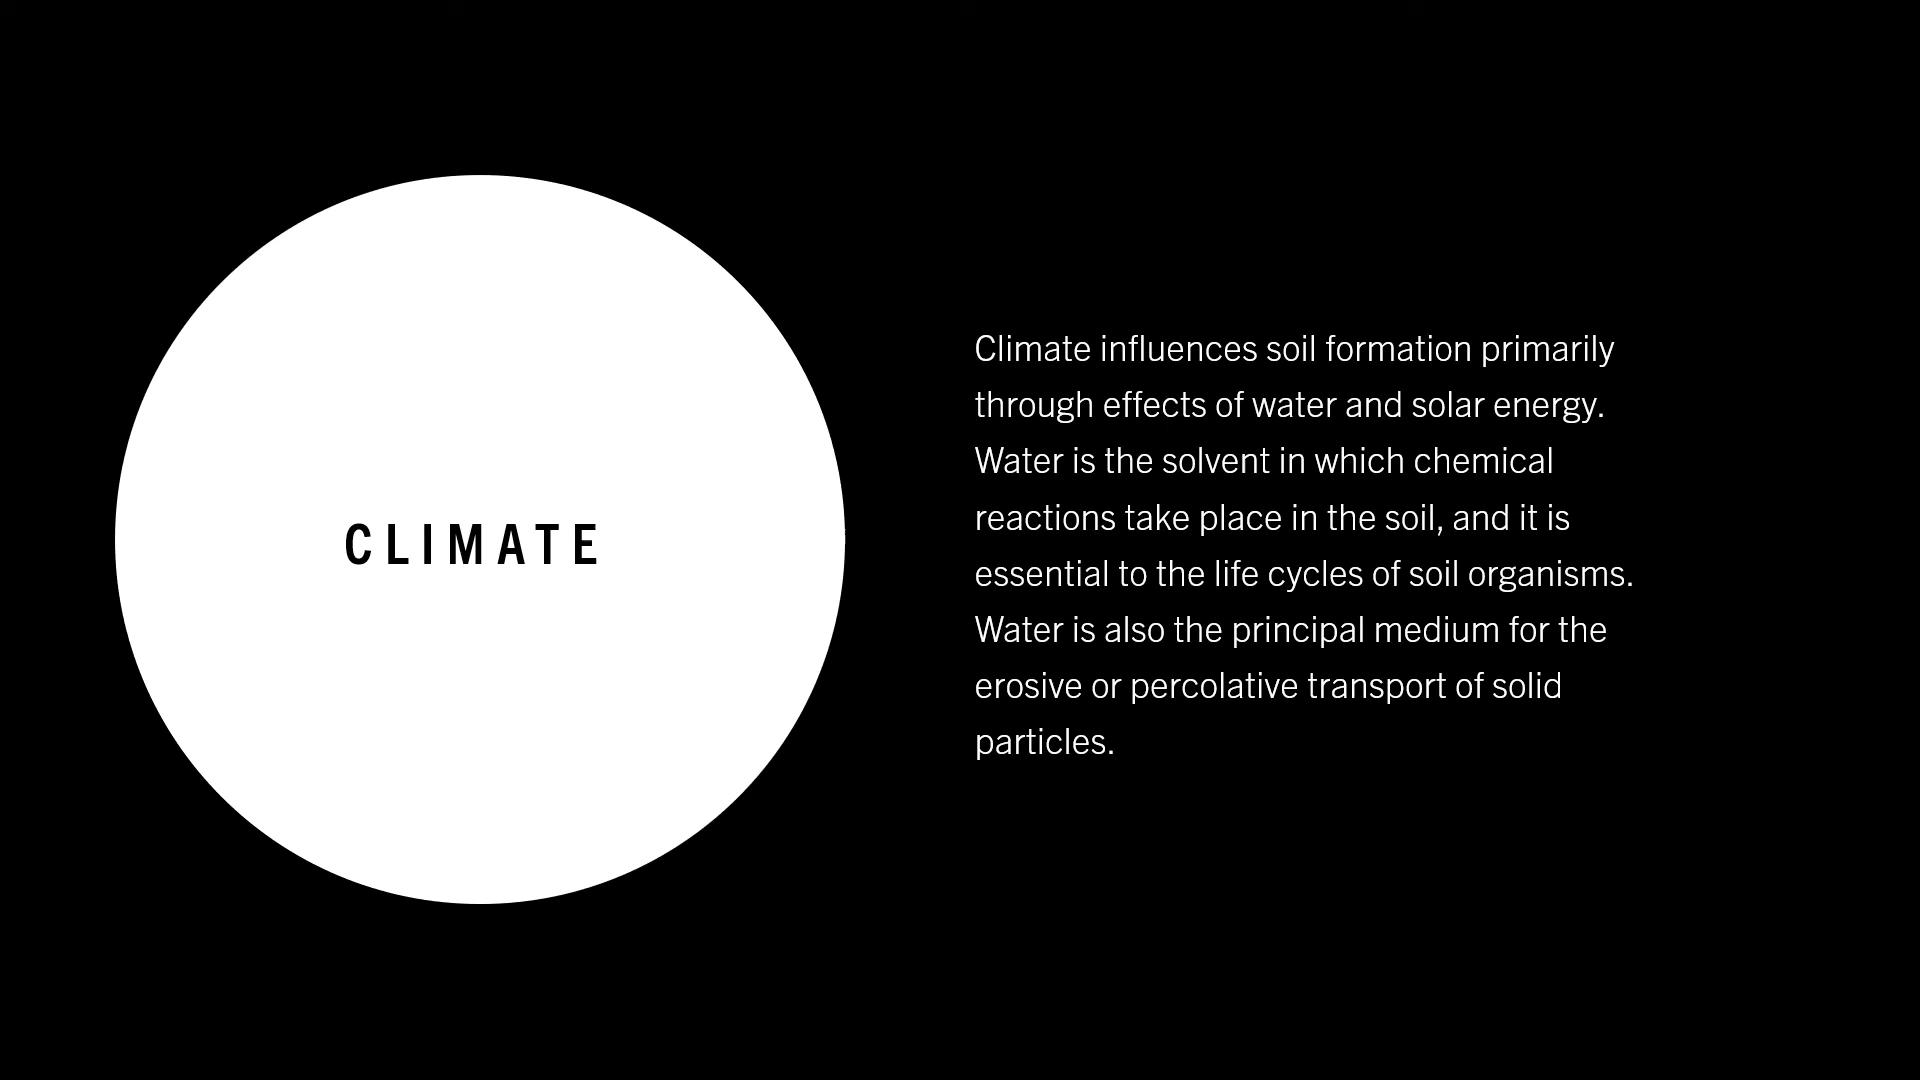 CLIMATE
Climate influences soil formation primarily
through effects of water and solar energy.
Water is the solvent in which chemical
reactions take place in the soil, and it is
essential to the life cycles of soil organisms.
Water is also the principal medium for the
erosive or percolative transport of solid
particles.